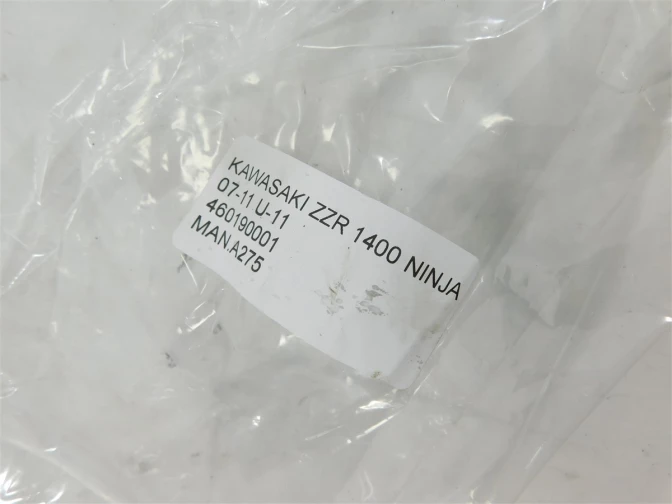 KAWASAKI ZZR 1400 NINJA
07-11 U-11
460190001
MAN.A275